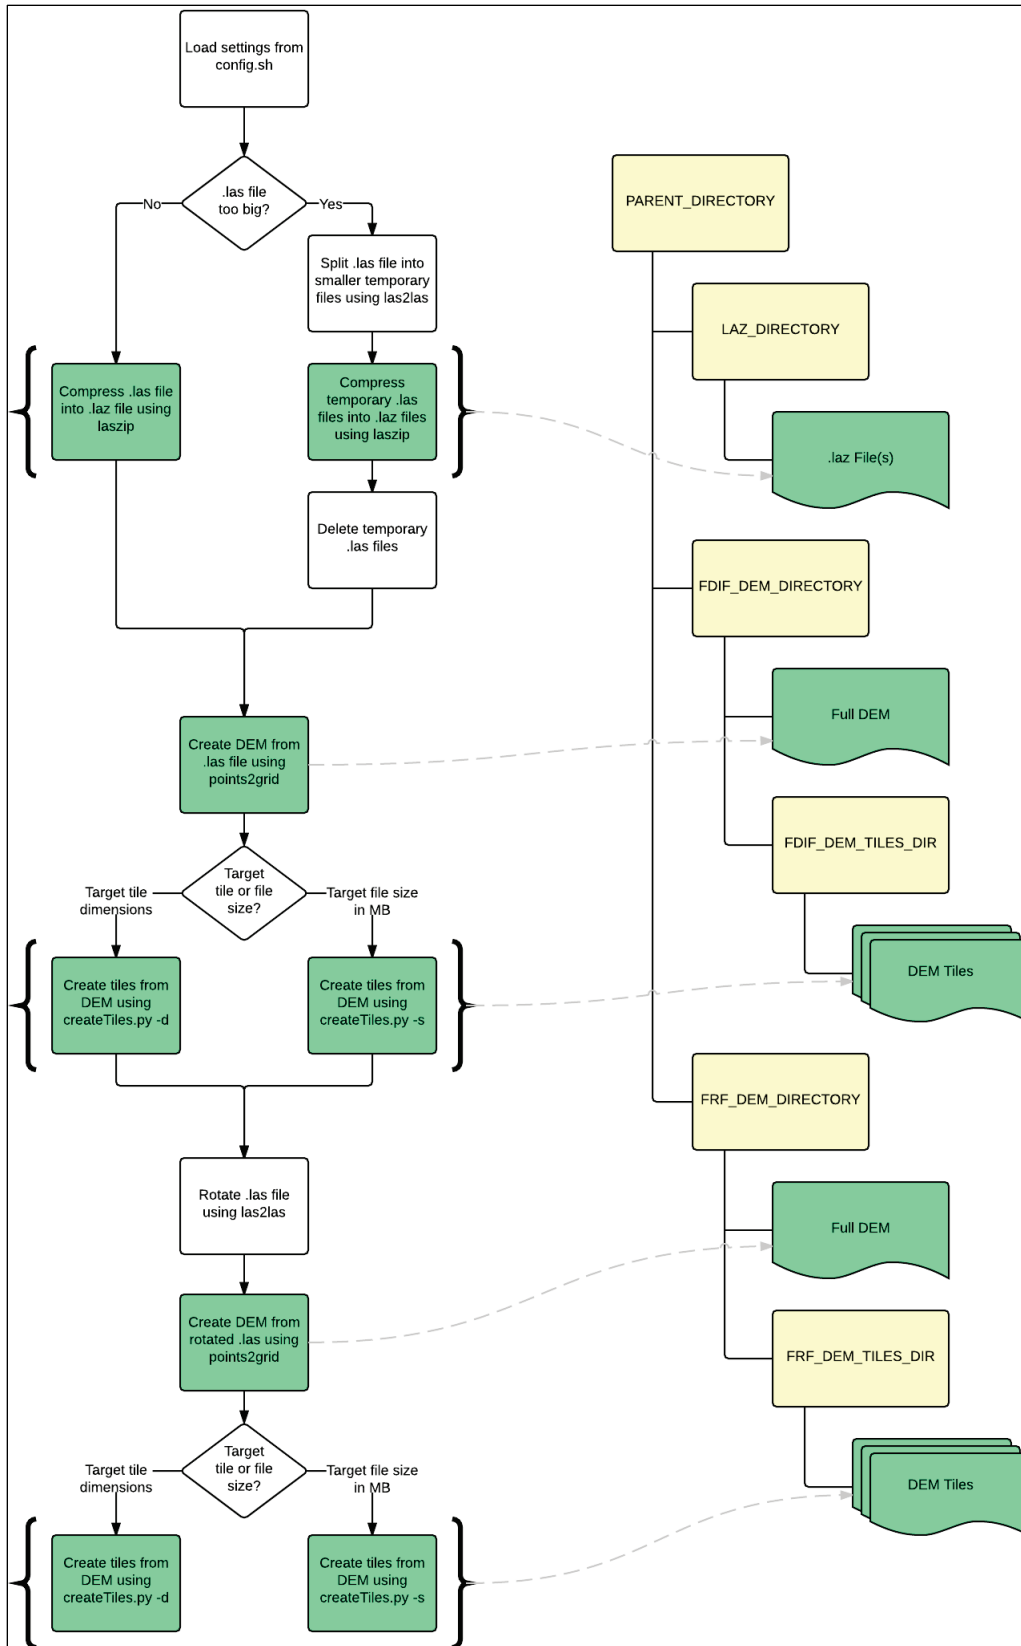 Load settings from
config.sh
.las file
too big?
No
Yes
Split .las file into
smaller temporary
files using las2las
Compress .las file
into .laz file using
laszip
Compress
temporary .las
files into .laz files
using laszip
Delete temporary
.las files
Create DEM from
.las file using
points2grid
Target
tile or file
size?
Target tile
dimensions
Target file size
in MB
Create tiles from
DEM using
createTiles.py -d
Create tiles from
DEM using
createTiles.py -s
Rotate .las file
using las2las
Create DEM from
rotated .las using
points2grid
Target
tile or file
size?
Target tile
dimensions
Target file size
in MB
Create tiles from
DEM using
createTiles.py -d
Create tiles from
DEM using
createTiles.py -s
PARENT_DIRECTORY
LAZ_DIRECTORY
.laz File(s)
FDIF_DEM_DIRECTORY
Full DEM
FDIF_DEM_TILES_DIR
DEM Tiles
FRF_DEM_DIRECTORY
Full DEM
FRF_DEM_TILES_DIR
DEM Tiles